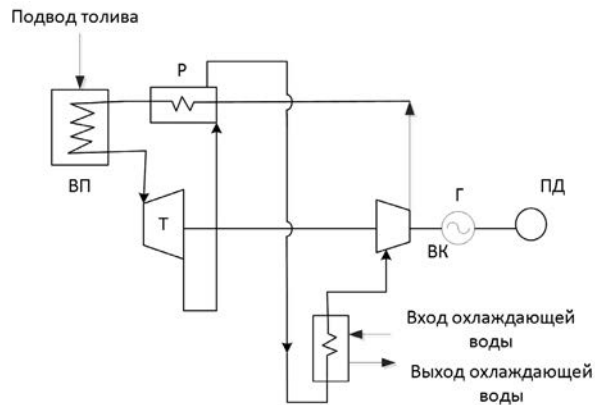 Подвод толива
Р
ВП
Т
Г
ПД
ВК
Вход охлаждающей
воды
Выход охлаждающей
воды